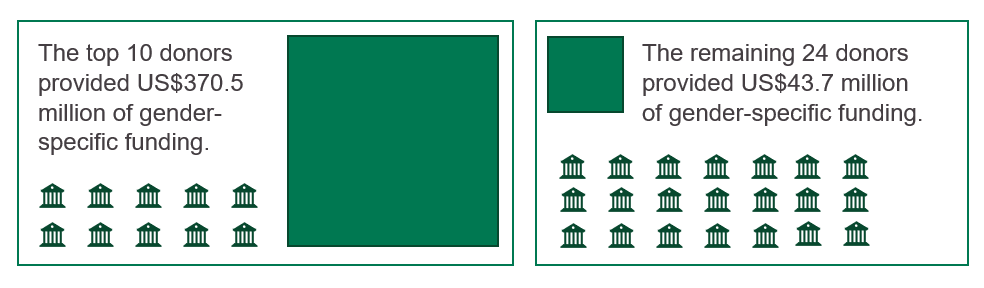 The top 10 donors
provided US$370.5
million of gender-
specific funding.
The remaining 24 donors
provided US$43.7 million
of gender-specific funding.